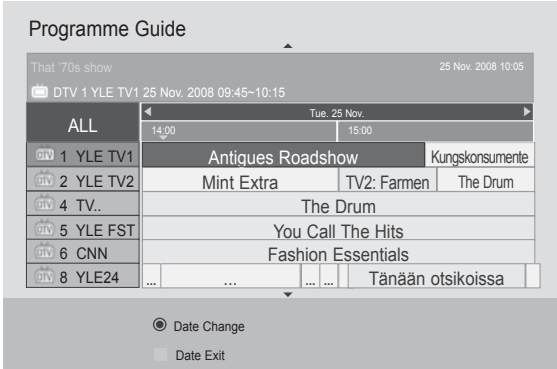 Programme Guide
That '70s show 25 Nov. 2008 10:05
DTV 1 YLE TV1 25 Nov. 2008 09:45~10:15
ALL
Tue. 25 Nov.
14:00 15:00
DTV 1 YLE TV1 Antigues Roadshow Kungskonsumente
DTV 2 YLE TV2 Mint Extra TV2: Farmen The Drum
DTV 4 TV.. The Drum
DTV 5 YLE FST You Call The Hits
DTV 6 CNN Fashion Essentials
DTV 8 YLE24 ... ... ... ... Tänään otsikoissa
Date Change
Date Exit